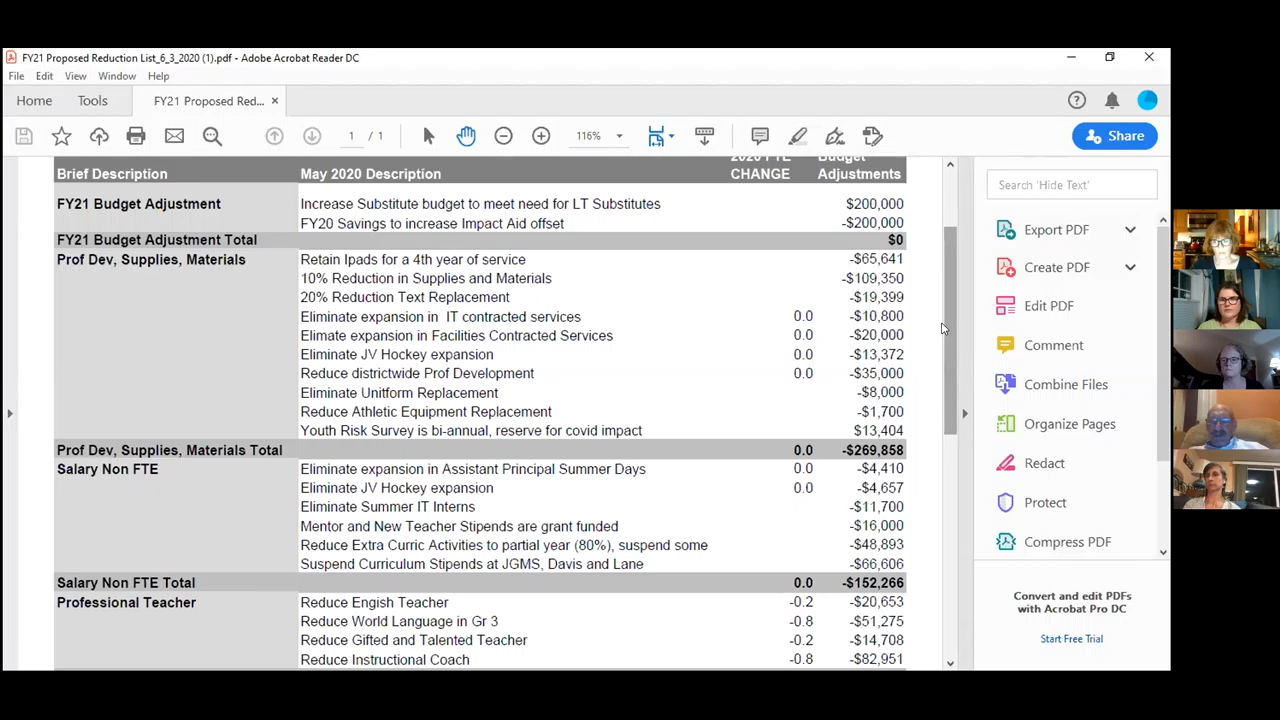 FY21 Proposed Reduction List_6_3_2020 (1).pdf - Adobe Acrobat Reader DC
File Edit View Window Help
Home Tools FY21 Proposed Red... ×
1 / 1 116% Share
2020 FTE Budget
Brief Description May 2020 Description CHANGE Adjustments
FY21 Budget Adjustment Increase Substitute budget to meet need for LT Substitutes $200,000
FY20 Savings to increase Impact Aid offset -$200,000
FY21 Budget Adjustment Total $0
Prof Dev, Supplies, Materials Retain Ipads for a 4th year of service -$65,641
10% Reduction in Supplies and Materials -$109,350
20% Reduction Text Replacement -$19,399
Eliminate expansion in IT contracted services 0.0 -$10,800
Elimate expansion in Facilities Contracted Services 0.0 -$20,000
Eliminate JV Hockey expansion 0.0 -$13,372
Reduce districtwide Prof Development 0.0 -$35,000
Eliminate Unitform Replacement -$8,000
Reduce Athletic Equipment Replacement -$1,700
Youth Risk Survey is bi-annual, reserve for covid impact $13,404
Prof Dev, Supplies, Materials Total 0.0 -$269,858
Salary Non FTE Eliminate expansion in Assistant Principal Summer Days 0.0 -$4,410
Eliminate JV Hockey expansion 0.0 -$4,657
Eliminate Summer IT Interns -$11,700
Mentor and New Teacher Stipends are grant funded -$16,000
Reduce Extra Curric Activities to partial year (80%), suspend some -$48,893
Suspend Curriculum Stipends at JGMS, Davis and Lane -$66,606
Salary Non FTE Total 0.0 -$152,266
Professional Teacher Reduce Engish Teacher -0.2 -$20,653
Reduce World Language in Gr 3 -0.8 -$51,275
Reduce Gifted and Talented Teacher -0.2 -$14,708
Reduce Instructional Coach -0.8 -$82,951
Search 'Hide Text'
Export PDF
Create PDF
Edit PDF
Comment
Combine Files
Organize Pages
Redact
Protect
Compress PDF
Convert and edit PDFs
with Acrobat Pro DC
Start Free Trial